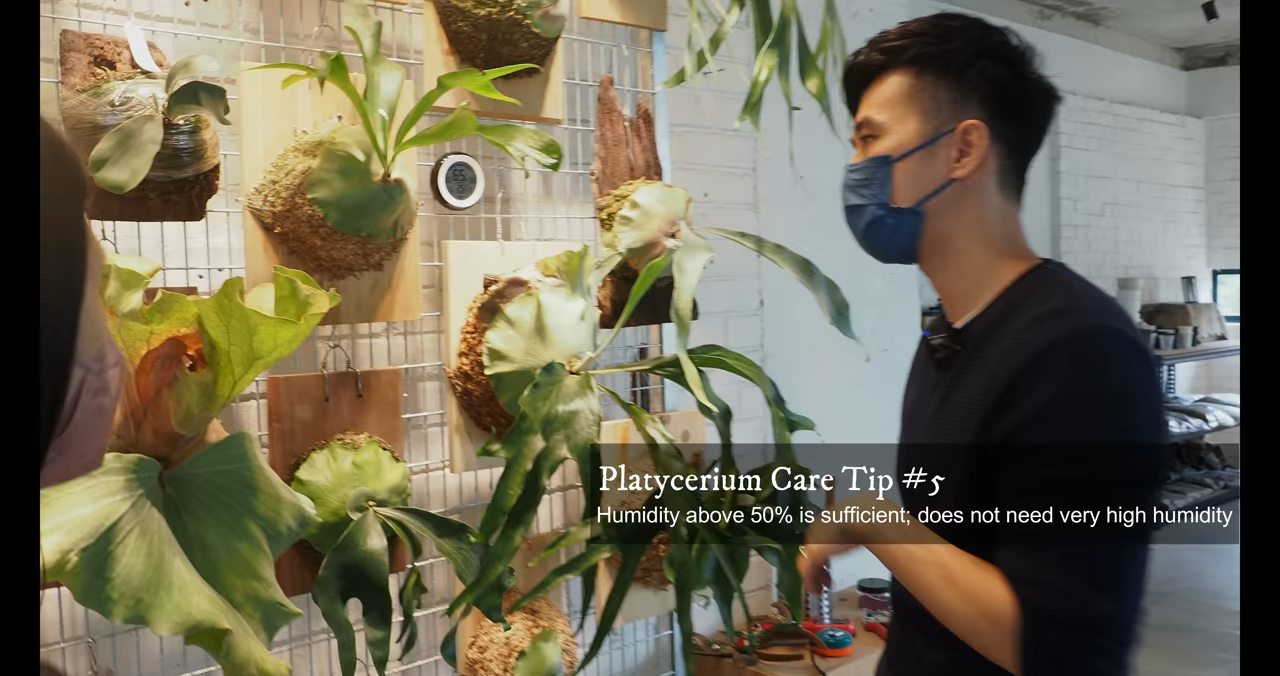 Platycerium Care Tip #5
Humidity above 50% is sufficient; does not need very high humidity